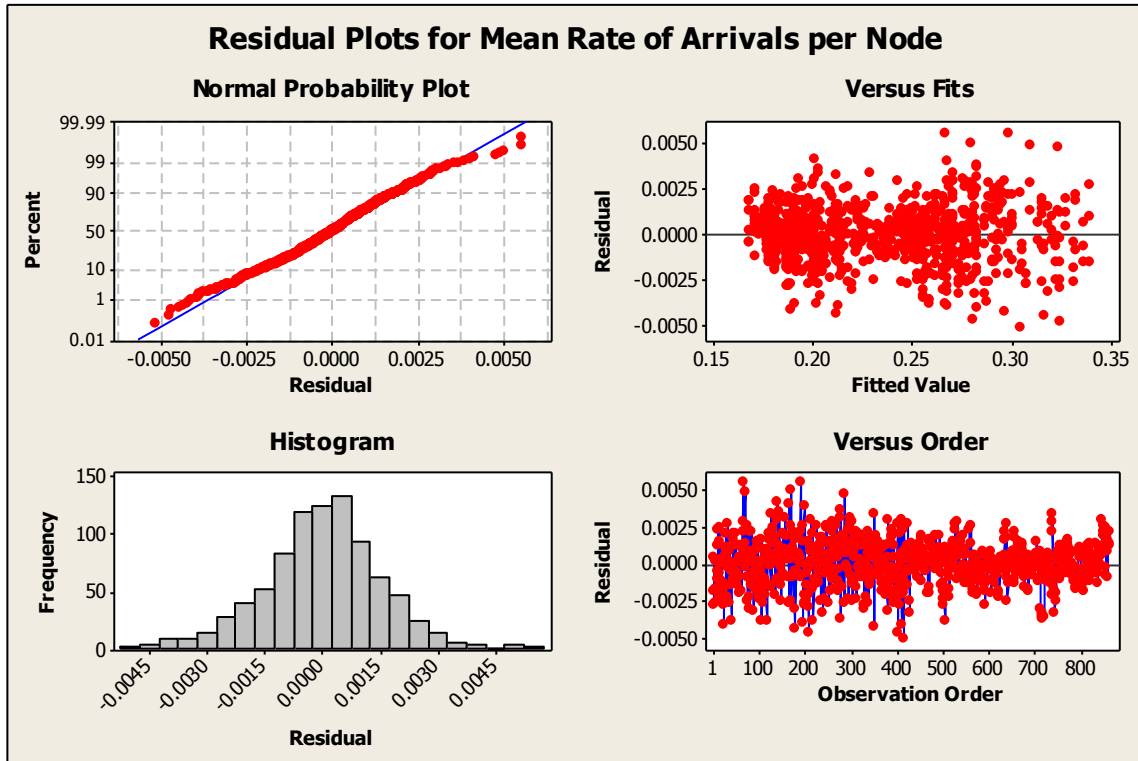 Residual Plots for Mean Rate of Arrivals per Node
Normal Probability Plot
99.99
99
90
50
10
1
0.01
Percent
-0.0050 -0.0025 0.0000 0.0025 0.0050
Residual
Versus Fits
0.0050
0.0025
0.0000
-0.0025
-0.0050
Residual
0.15 0.20 0.25 0.30 0.35
Fitted Value
Histogram
150
100
50
0
Frequency
-0.0045 -0.0030 -0.0015 0.0000 0.0015 0.0030 0.0045
Residual
Versus Order
0.0050
0.0025
0.0000
-0.0025
-0.0050
Residual
1 100 200 300 400 500 600 700 800
Observation Order